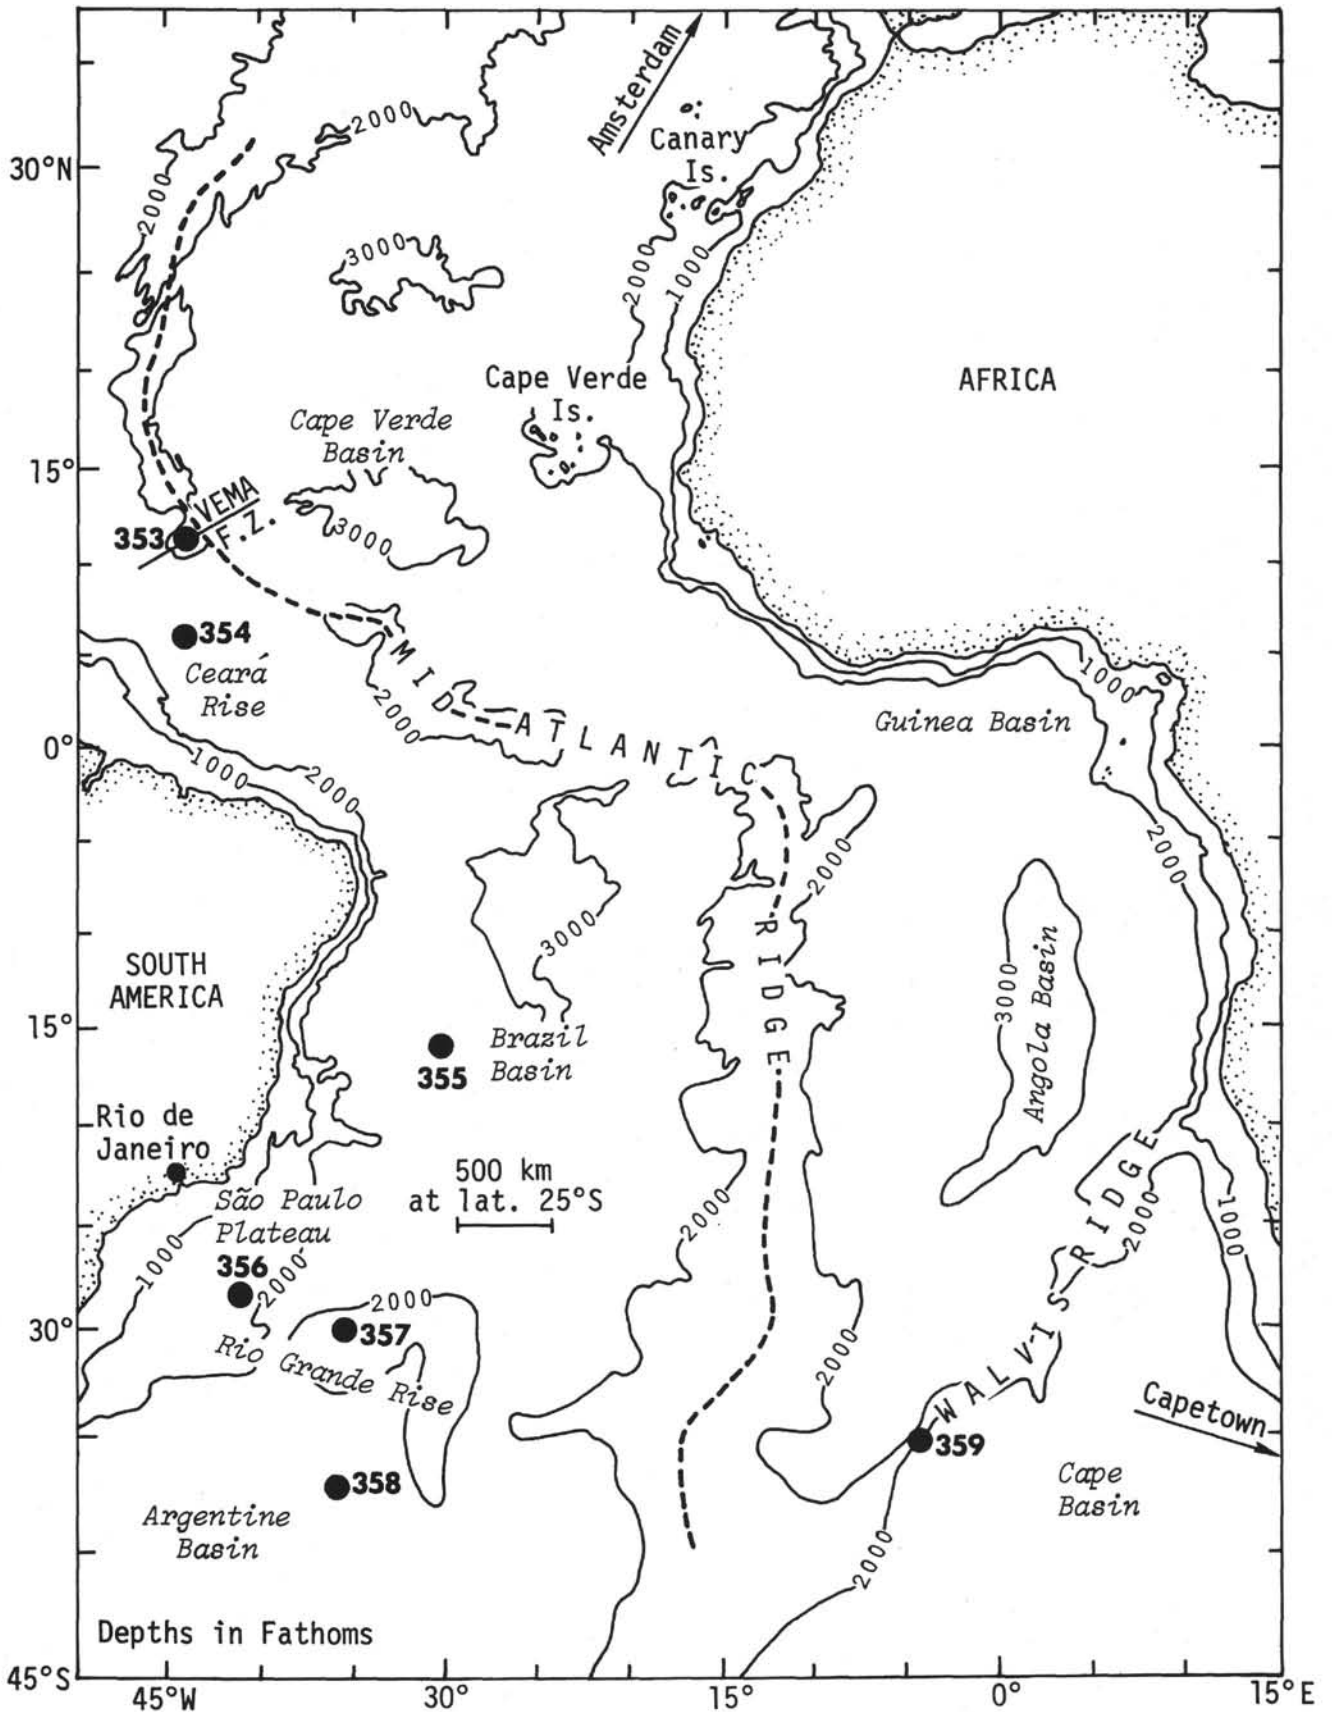 Amsterdam
2000
Canary
Is.
30°N
2000
3000
2000
1000
Cape Verde
Is.
AFRICA
Cape Verde
Basin
15°
VEMA
F.Z.
353
3000
354
Ceará
Rise
MID ATLANTIC RIDGE
2000
1000
Guinea Basin
0°
1000
2000
2000
2000
3000
SOUTH
AMERICA
3000
Angola Basin
15°
Brazil
Basin
355
Rio de
Janeiro
500 km
at lat. 25°S
São Paulo
Plateau
1000
356
2000
2000
WALVIS RIDGE
2000
1000
2000
30°
357
Rio Grande Rise
2000
Capetown
359
358
Cape
Basin
Argentine
Basin
2000
Depths in Fathoms
45°S
45°W
30°
15°
0°
15°E